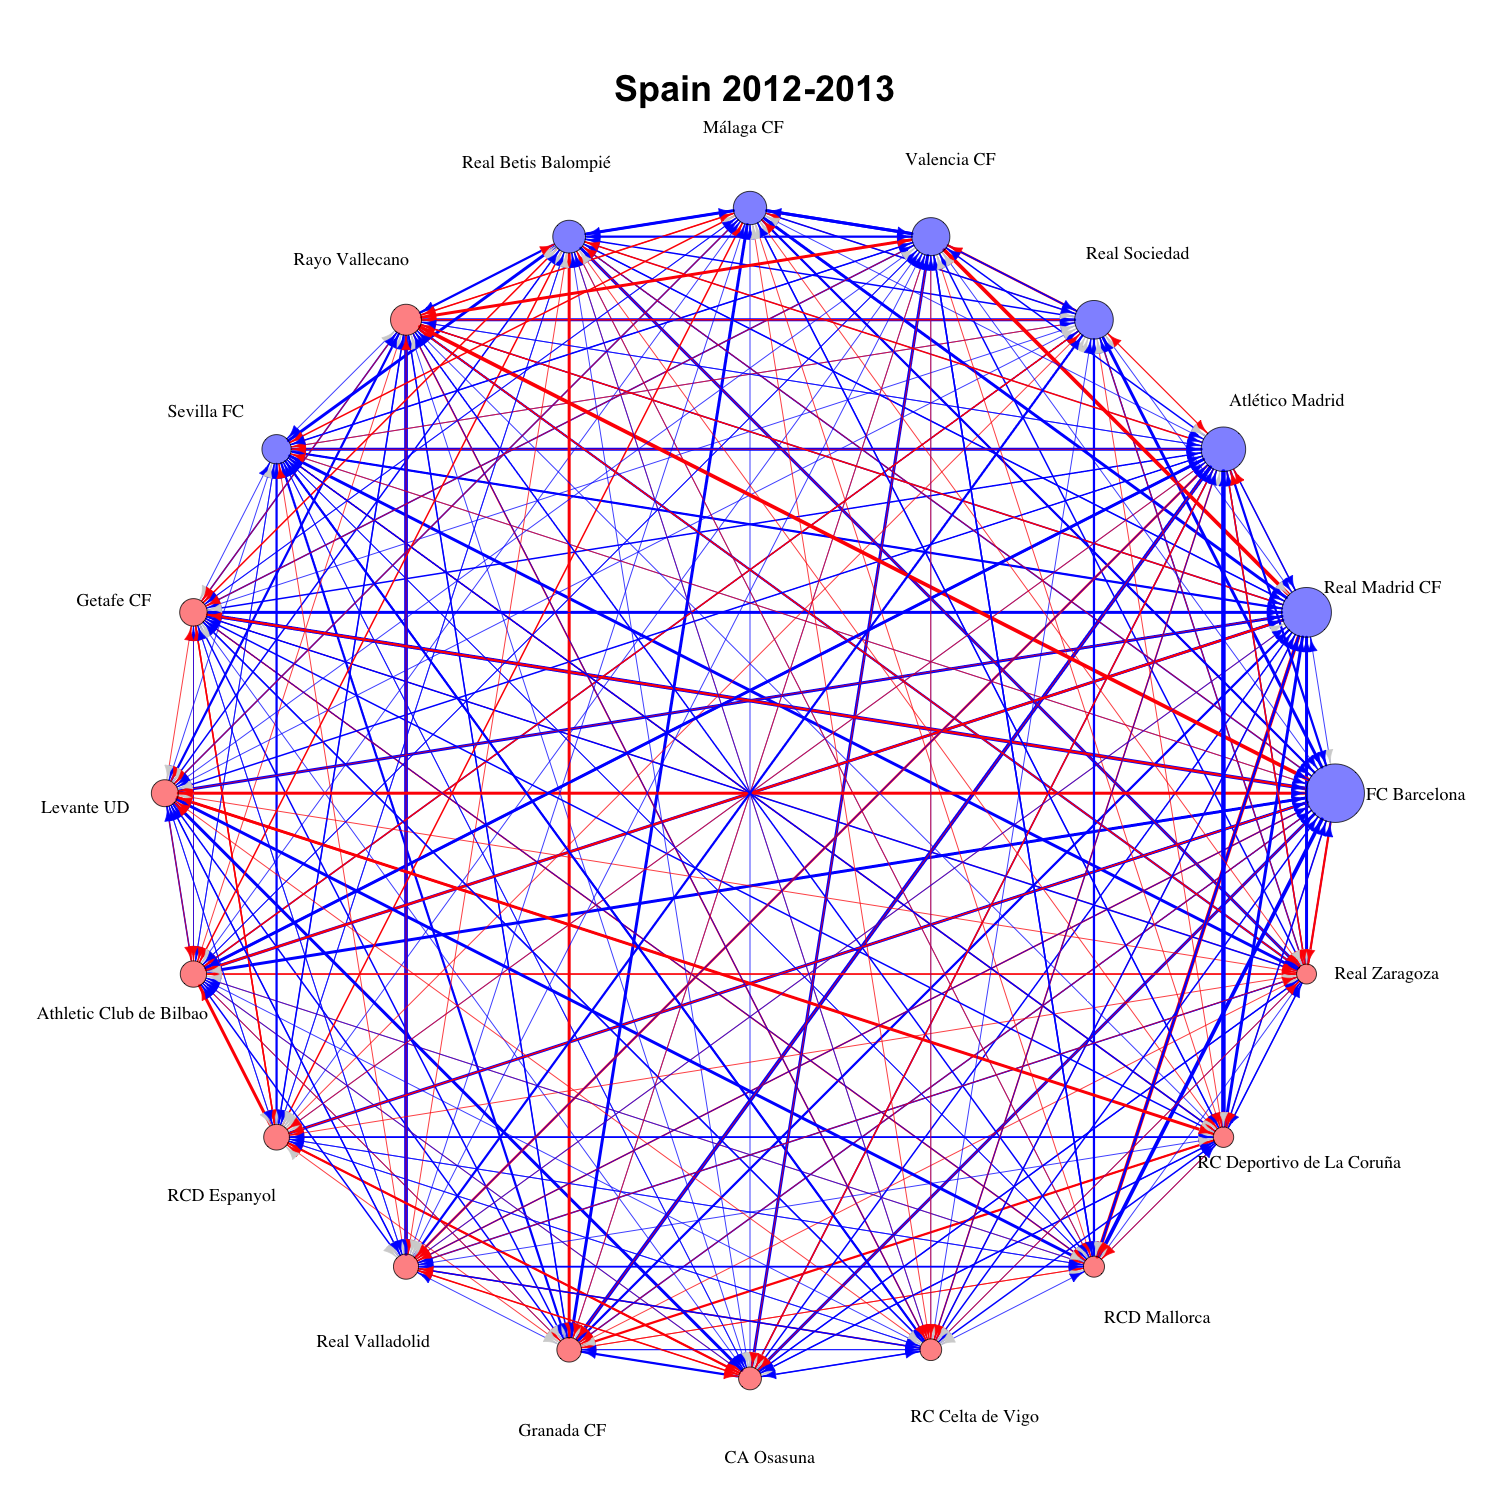 Spain 2012-2013
Málaga CF
Valencia CF
Real Betis Balompié
Real Sociedad
Rayo Vallecano
Atlético Madrid
Sevilla FC
Real Madrid CF
Getafe CF
FC Barcelona
Levante UD
Real Zaragoza
Athletic Club de Bilbao
RC Deportivo de La Coruña
RCD Espanyol
RCD Mallorca
Real Valladolid
RC Celta de Vigo
Granada CF
CA Osasuna